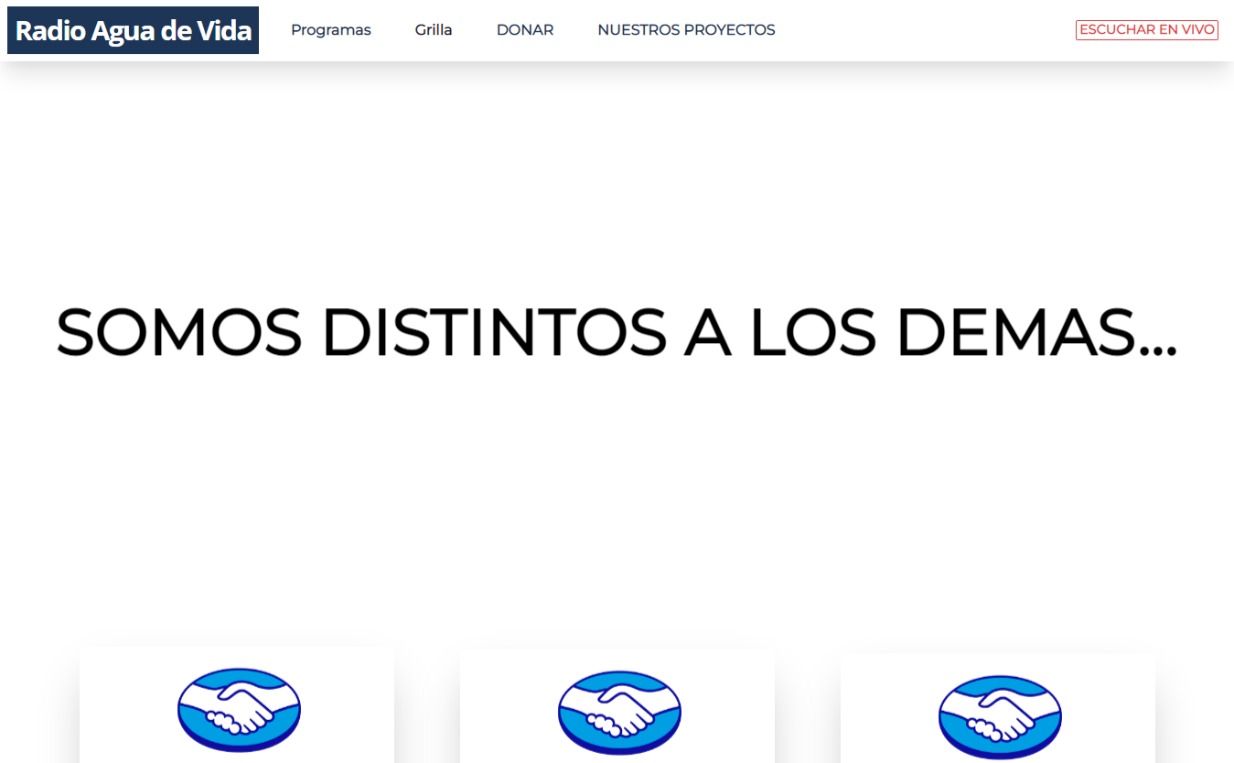 Radio Agua de Vida
Programas
Grilla
DONAR
NUESTROS PROYECTOS
ESCUCHAR EN VIVO
SOMOS DISTINTOS A LOS DEMAS...